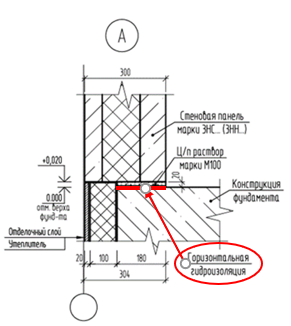 А
300
Стеновая панель
марки ЗНС... (ЗНН...)
Ц/п раствор
марки М100
+0,020
20
0.000
отн. верха
фунд-та
Конструкция
фундамента
Отделочный слой
Утеплитель
Горизонтальная
гидроизоляция
20 100 180
304